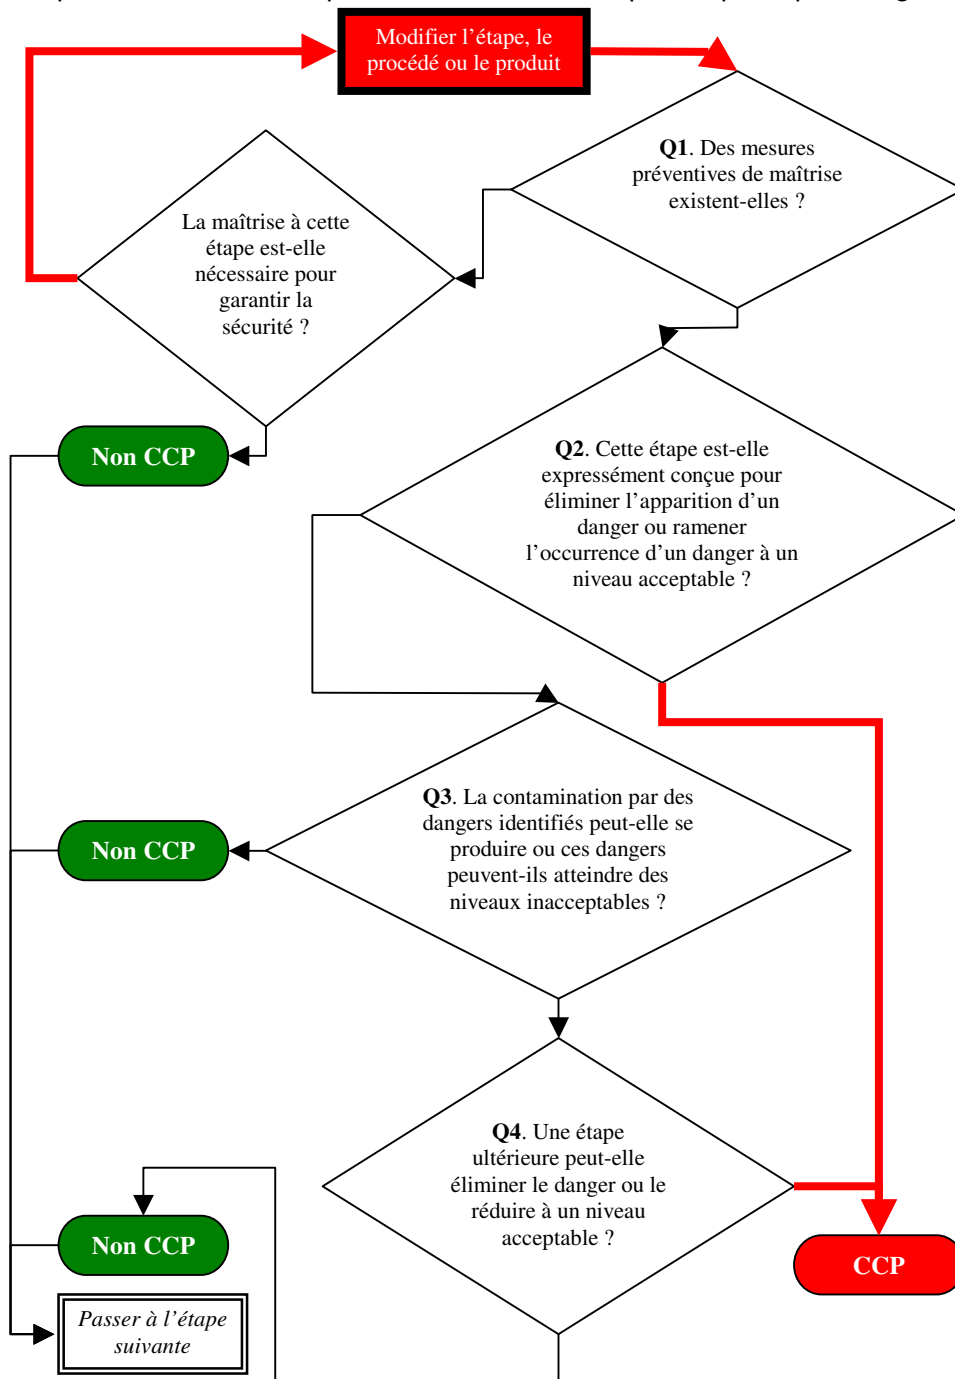 Modifier l’étape, le
procédé ou le produit
Q1. Des mesures
préventives de maîtrise
existent-elles ?
La maîtrise à cette
étape est-elle
nécessaire pour
garantir la
sécurité ?
Non CCP
Q2. Cette étape est-elle
expressément conçue pour
éliminer l’apparition d’un
danger ou ramener
l’occurrence d’un danger à un
niveau acceptable ?
Q3. La contamination par des
dangers identifiés peut-elle se
produire ou ces dangers
peuvent-ils atteindre des
niveaux inacceptables ?
Non CCP
Q4. Une étape
ultérieure peut-elle
éliminer le danger ou le
réduire à un niveau
acceptable ?
Non CCP
CCP
Passer à l’étape
suivante